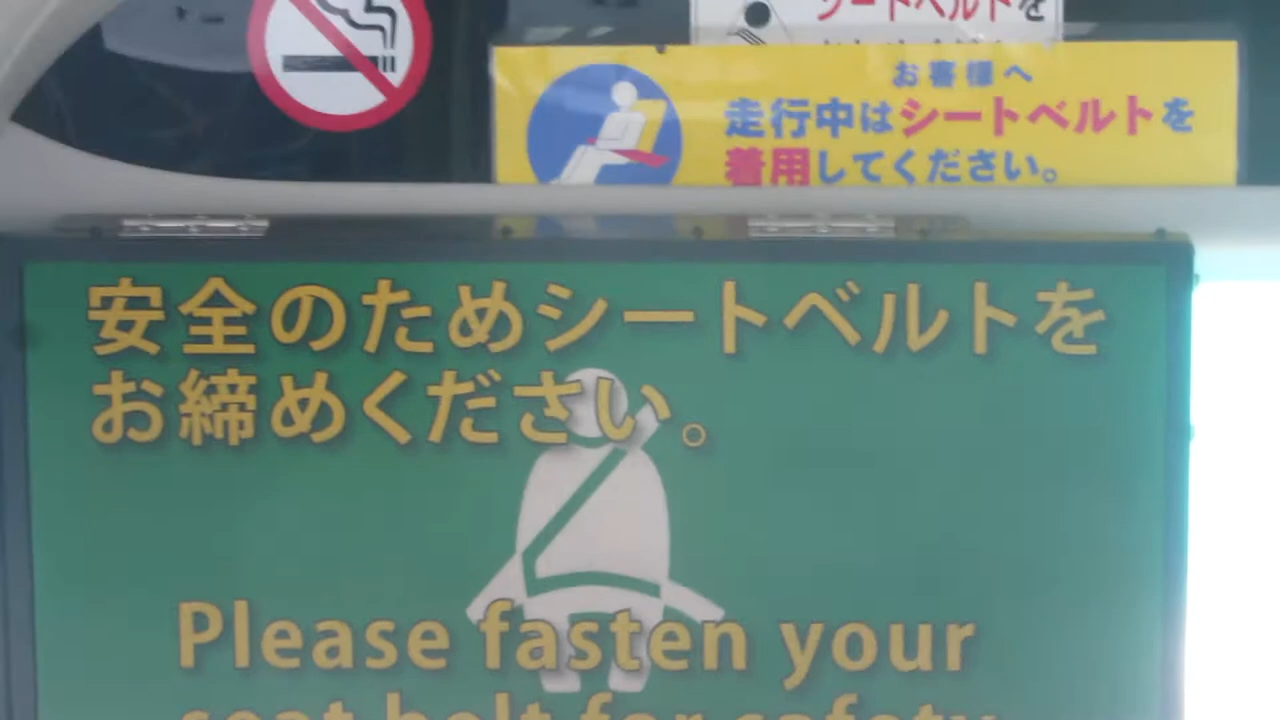 シートベルトを
お客様へ
走行中はシートベルトを
着用してください。
安全のためシートベルトを
お締めください。
Please fasten your
seat belt for safety